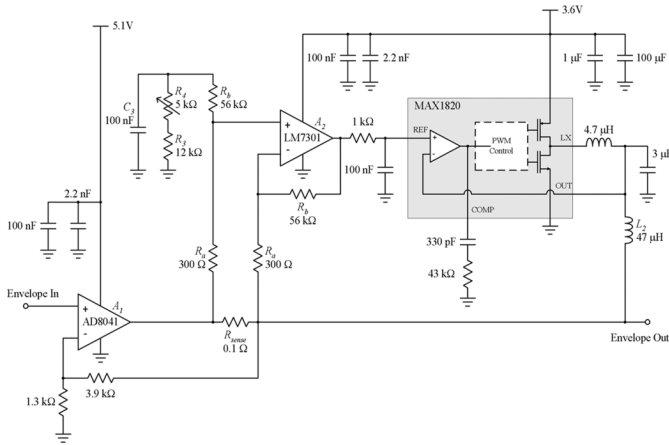 5.1V
3.6V
100 nF
2.2 nF
1 µF
100 µF
C3
100 nF
R4
5 kΩ
Rb
56 kΩ
R3
12 kΩ
+
-
A2
LM7301
1 kΩ
100 nF
MAX1820
REF
+
-
PWM
Control
LX
OUT
COMP
4.7 µH
3 µ
L2
47 µH
Rb
56 kΩ
330 pF
43 kΩ
2.2 nF
100 nF
Ra
300 Ω
Ra
300 Ω
Envelope In
+
-
A1
AD8041
Rsense
0.1 Ω
Envelope Out
3.9 kΩ
1.3 kΩ